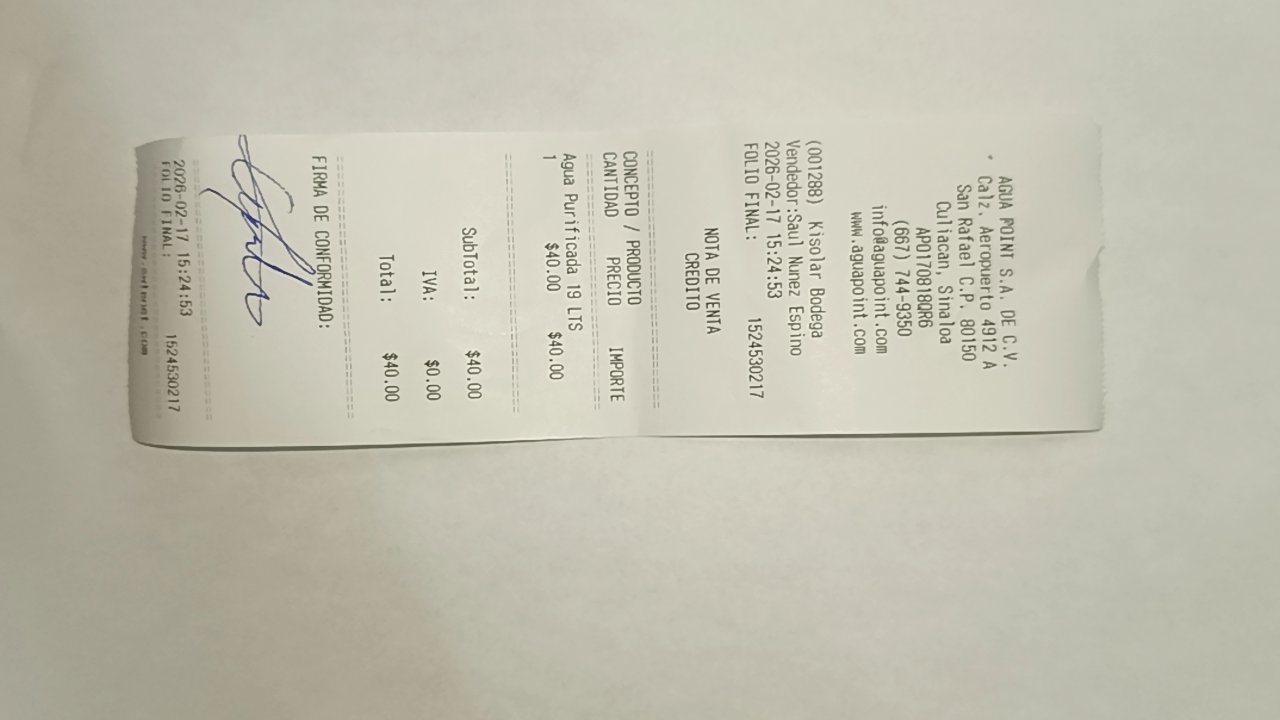 AGUA POINT S.A. DE C.V.
Calz. Aeropuerto 4912 A
San Rafael C.P. 80150
Culiacan, Sinaloa
APO170818QR6
(667) 744-9350
info@aguapoint.com
www.aguapoint.com
(001288) Kisolar Bodega
Vendedor:Saul Nunez Espino
2026-02-17 15:24:53
FOLIO FINAL: 1524530217
NOTA DE VENTA
CREDITO
CONCEPTO / PRODUCTO
CANTIDAD PRECIO IMPORTE
Agua Purificada 19 LTS
1 $40.00 $40.00
SubTotal: $40.00
IVA: $0.00
Total: $40.00
FIRMA DE CONFORMIDAD:
2026-02-17 15:24:53
FOLIO FINAL: 1524530217